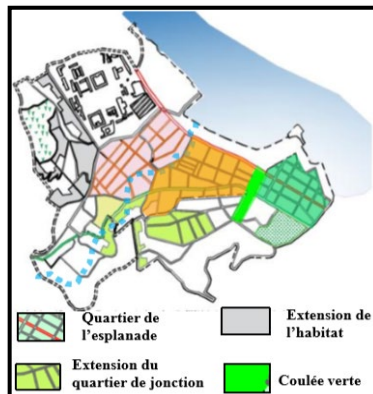 Quartier de
l’esplanade
Extension de
l’habitat
Extension du
quartier de jonction
Coulée verte